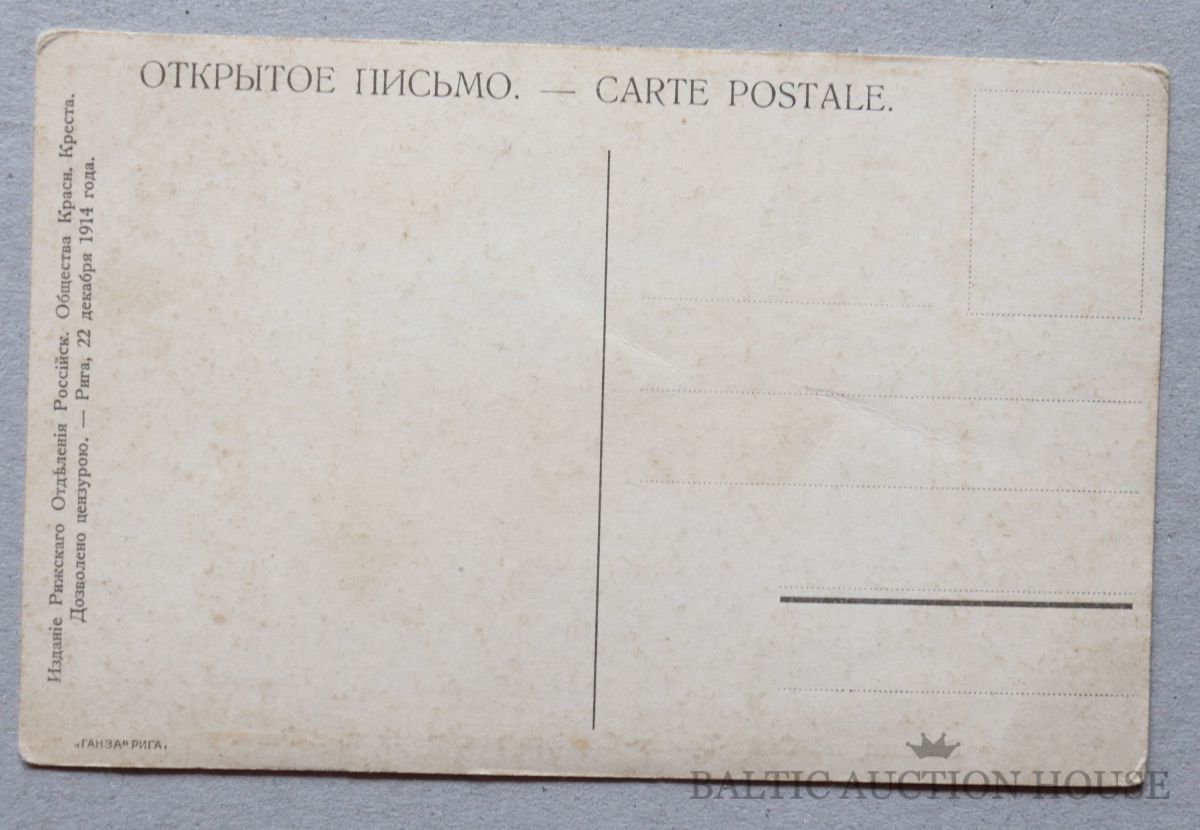 ОТКРЫТОЕ ПИСЬМО. — CARTE POSTALE.
Изданіе Рижскаго Отдѣленія Россійск. Общества Красн. Креста.
Дозволено цензурою. — Рига, 22 декабря 1914 года.
„ГАНЗА“ РИГА.
BALTIC AUCTION HOUSE